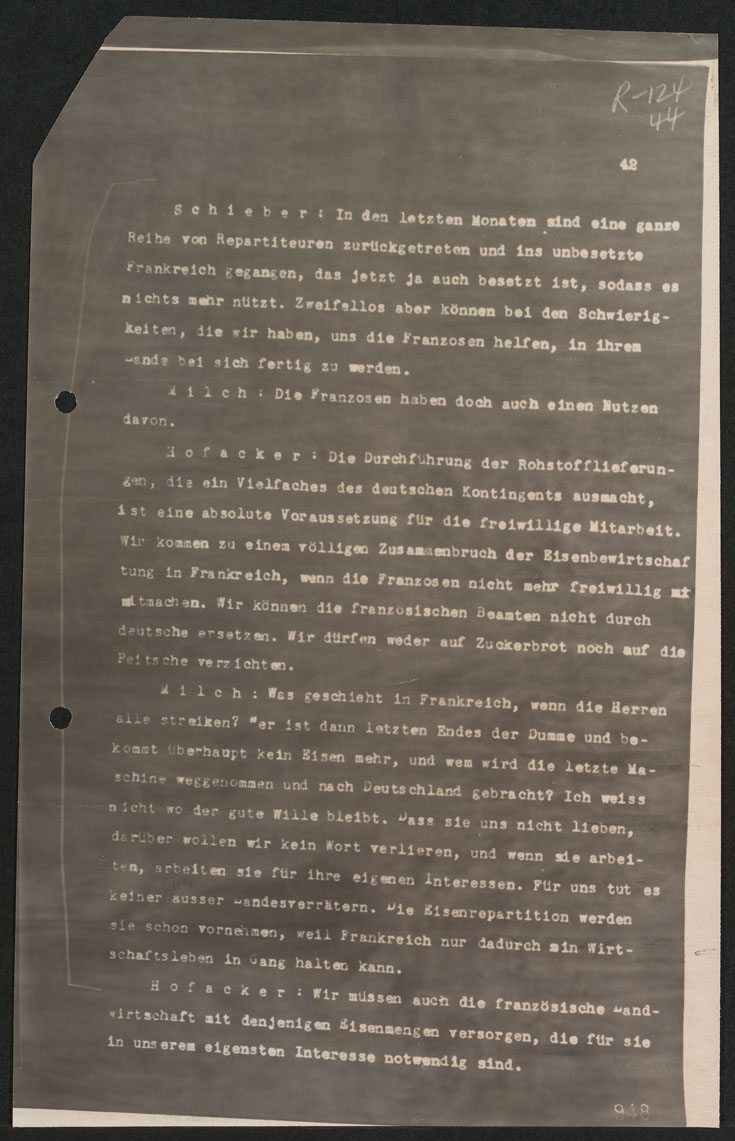 R-124
44
42
S c h i e b e r : In den letzten Monaten sind eine ganze
Reihe von Repartiteuren zurückgetreten und ins unbesetzte
Frankreich gegangen, das jetzt ja auch besetzt ist, sodass es
nichts mehr nützt. Zweifellos aber können bei den Schwierig-
keiten, die wir haben, uns die Franzosen helfen, in ihrem
Lande bei sich fertig zu werden.
M i l c h : Die Franzosen haben doch auch einen Nutzen
davon.
H o f a c k e r : Die Durchführung der Rohstofflieferun-
gen, die ein Vielfaches des deutschen Kontingents ausmacht,
ist eine absolute Voraussetzung für die freiwillige Mitarbeit.
Wir kommen zu einem völligen Zusammenbruch der Eisenbewirtschaf
tung in Frankreich, wenn die Franzosen nicht mehr freiwillig
mitmachen. Wir können die französischen Beamten nicht durch
deutsche ersetzen. Wir dürfen weder auf Zuckerbrot noch auf die
Peitsche verzichten.
M i l c h : Was geschieht in Frankreich, wenn die Herren
alle streiken? Wer ist dann letzten Endes der Dumme und be-
kommt überhaupt kein Eisen mehr, und wem wird die letzte Ma-
schine weggenommen und nach Deutschland gebracht? Ich weiss
nicht wo der gute Wille bleibt. Dass sie uns nicht lieben,
darüber wollen wir kein Wort verlieren, und wenn sie arbei-
ten, arbeiten sie für ihre eigenen Interessen. Für uns tut es
keiner ausser Landesverrätern. Die Eisenrepartition werden
sie schon vornehmen, weil Frankreich nur dadurch sein Wirt-
schaftsleben in Gang halten kann.
H o f a c k e r : Wir müssen auch die französische Land-
wirtschaft mit denjenigen Eisenmengen versorgen, die für sie
in unserem eigensten Interesse notwendig sind.
948